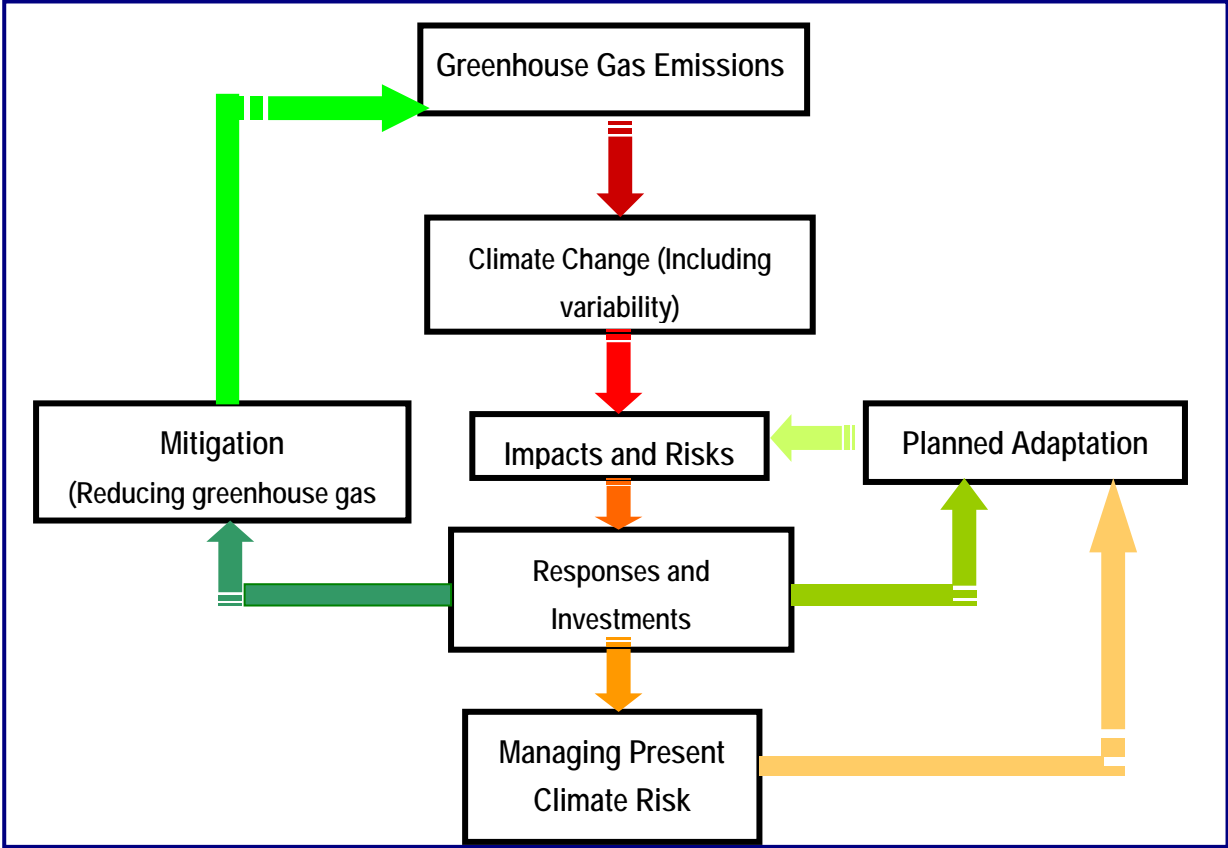 Greenhouse Gas Emissions
Climate Change (Including
variability)
Mitigation
(Reducing greenhouse gas
Impacts and Risks
Planned Adaptation
Responses and
Investments
Managing Present
Climate Risk